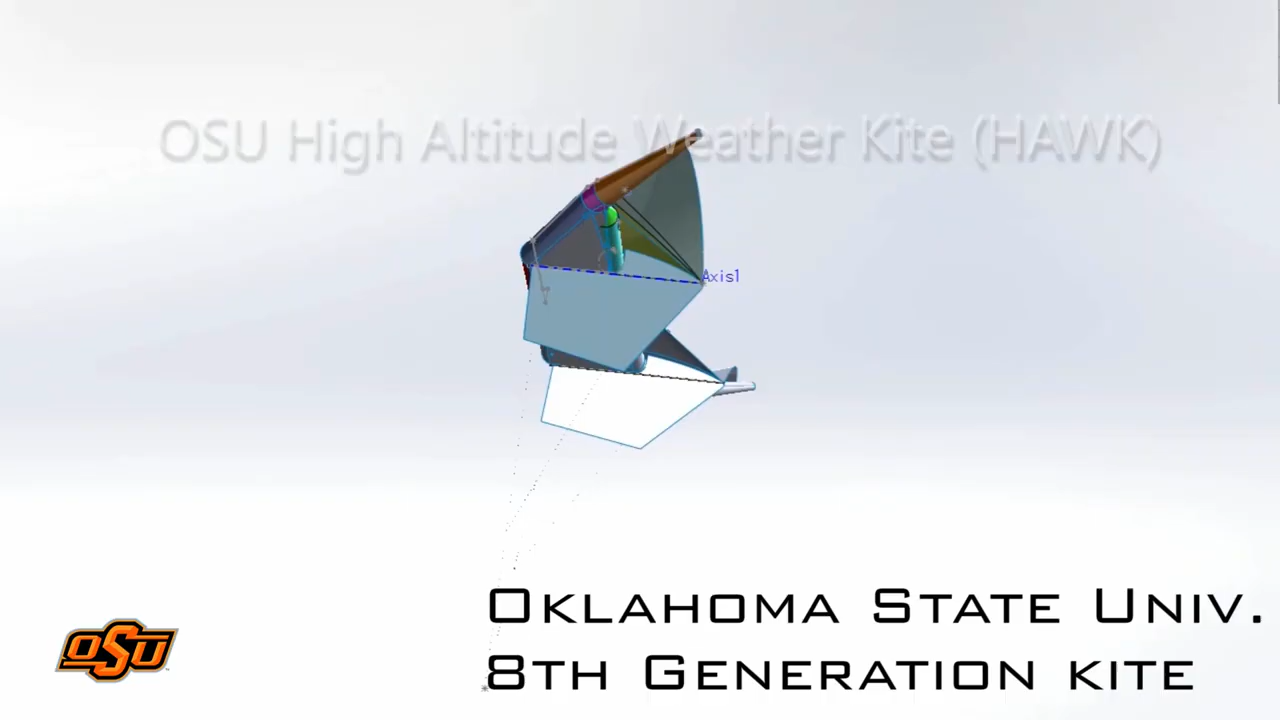 OSU High Altitude Weather Kite (HAWK)
Axis1
Oklahoma State Univ.
8th Generation kite
OSU